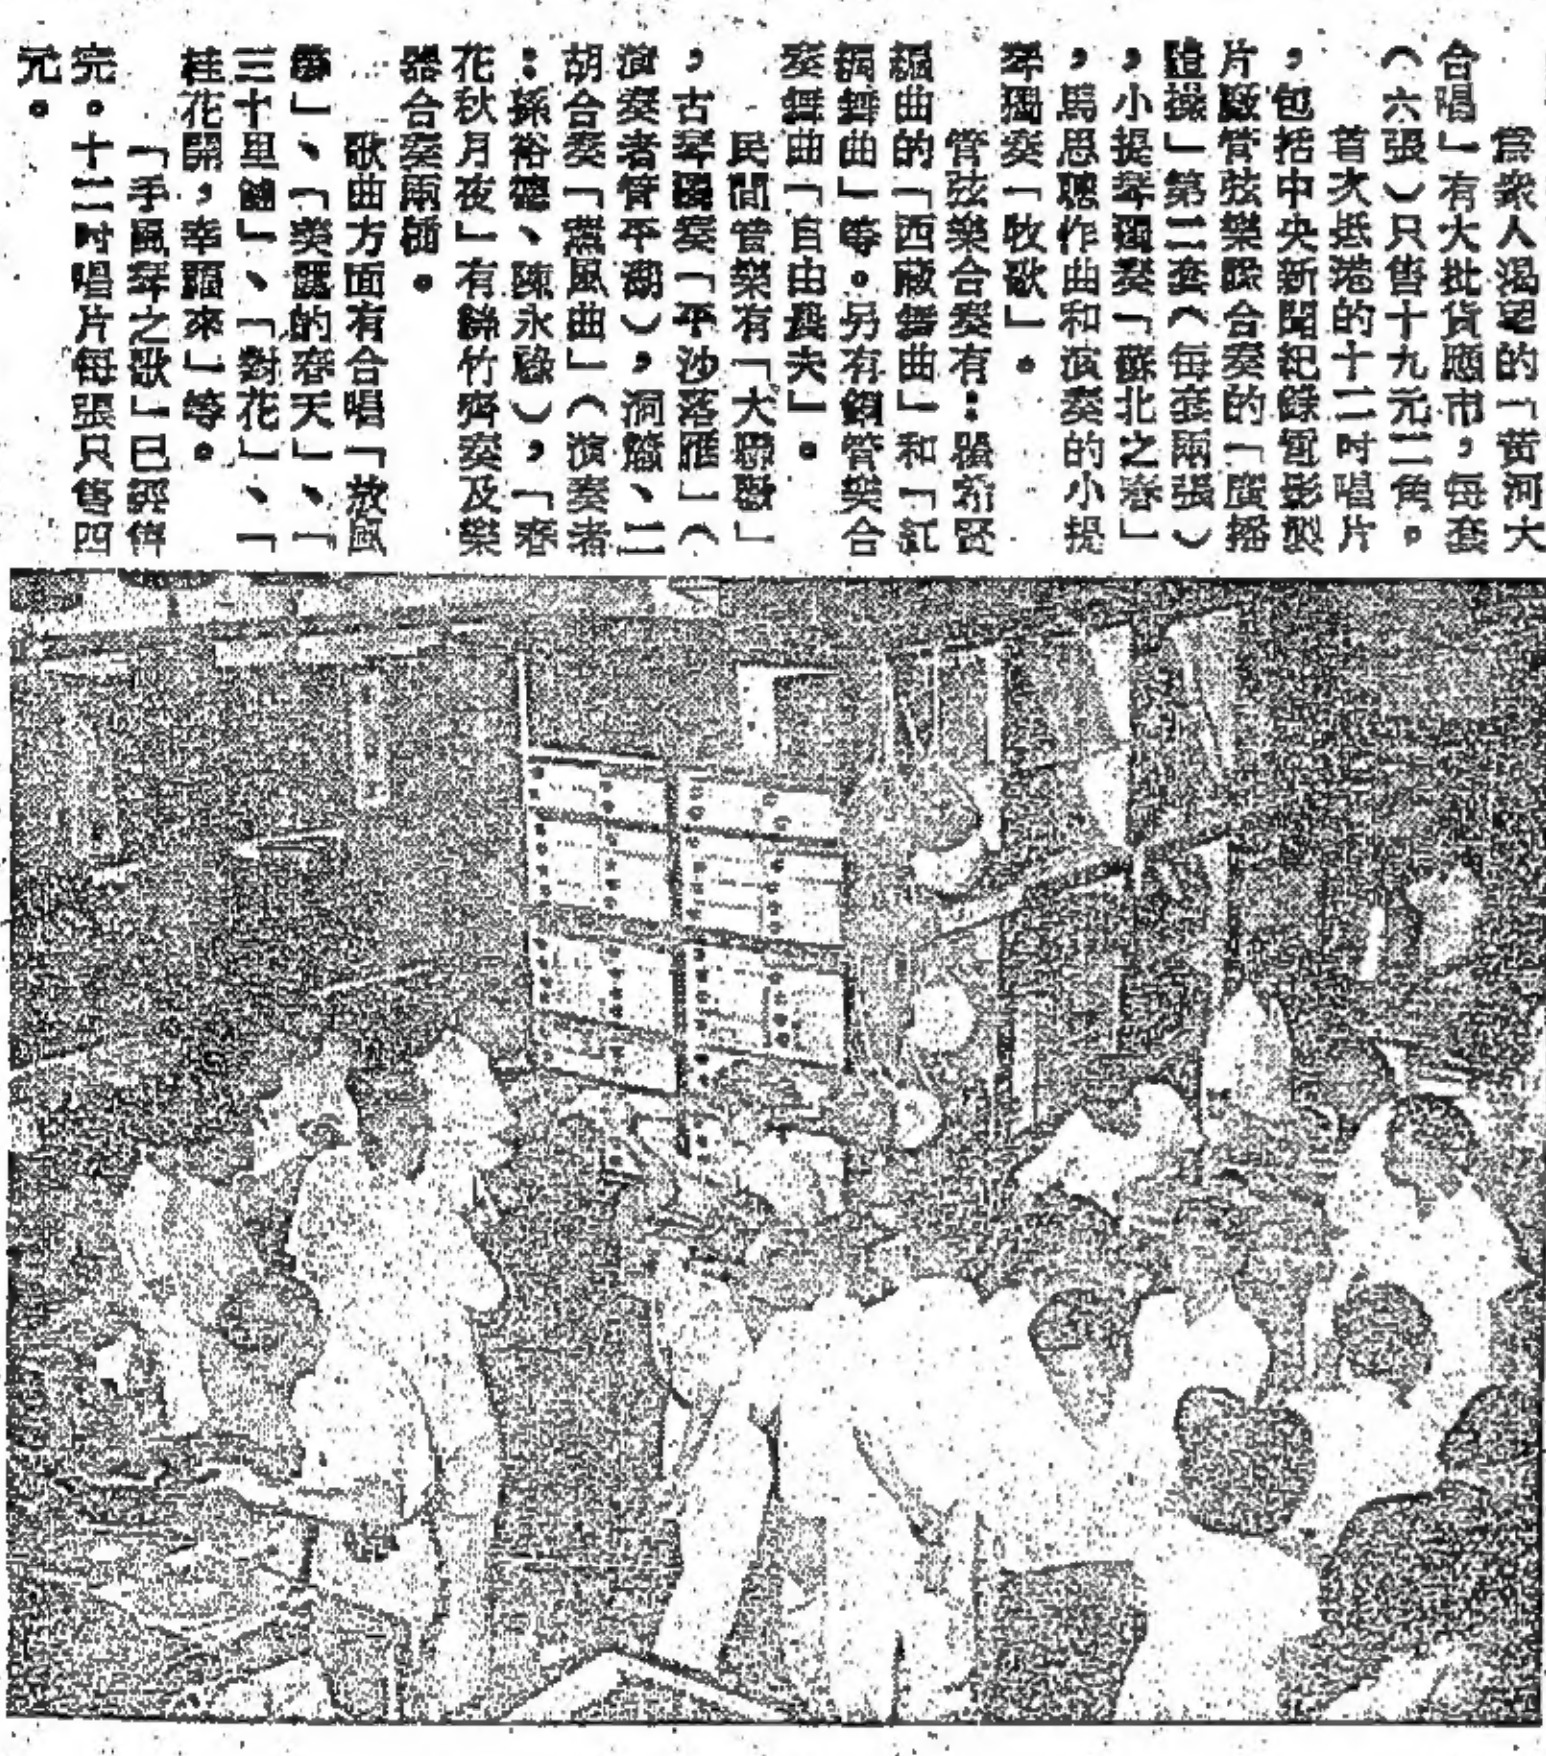 為衆人渴望的「黄河大
合唱」有大批貨應市，每套
（六張）只售十九元二角。
首次抵港的十二吋唱片
，包括中央新聞紀錄電影製
片廠管弦樂隊合奏的「廣播
體操」第二套（每套兩張）
，小提琴獨奏「蘇北之春」
，馬思聰作曲和演奏的小提
琴獨奏「牧歌」。
管弦樂合奏有：賢
編曲的「西藏舞曲」和「紅
綢舞曲」等。另有銅管樂合
奏舞曲「自由農夫」。
民間管樂有「大聯歡」
，古琴獨奏「平沙落雁」（
演奏者管平湖），洞簫、二
胡合奏「薰風曲」（演奏者
：孫裕德、陳永祿），「春
花秋月夜」有絲竹齊奏及樂
器合奏兩種。
歌曲方面有合唱「放風
箏」、「美麗的春天」、「
三十里舖」、「對花」、「
桂花開，幸福來」等。
「手風琴之歌」已經售
完。十二吋唱片每張只售四
元。